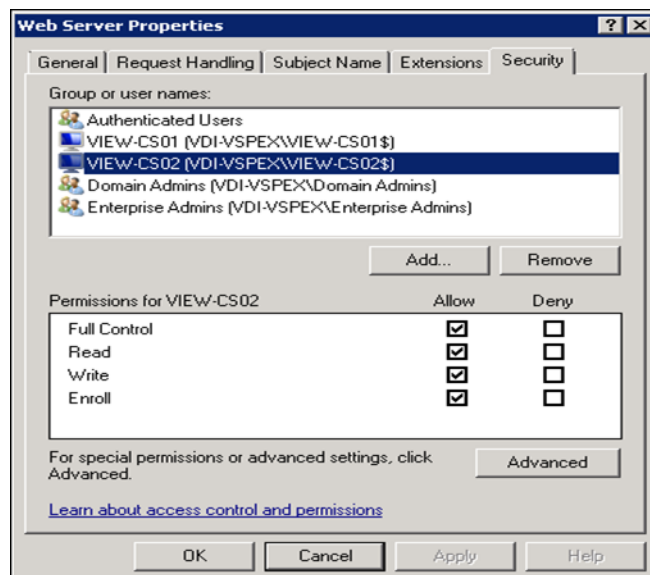 Web Server Properties
General Request Handling Subject Name Extensions Security
Group or user names:
Authenticated Users
VIEW-CS01 (VDI-VSPEX\VIEW-CS01$)
VIEW-CS02 (VDI-VSPEX\VIEW-CS02$)
Domain Admins (VDI-VSPEX\Domain Admins)
Enterprise Admins (VDI-VSPEX\Enterprise Admins)
Add... Remove
Permissions for VIEW-CS02 Allow Deny
Full Control
Read
Write
Enroll
For special permissions or advanced settings, click
Advanced.
Advanced
Learn about access control and permissions
OK Cancel Apply Help